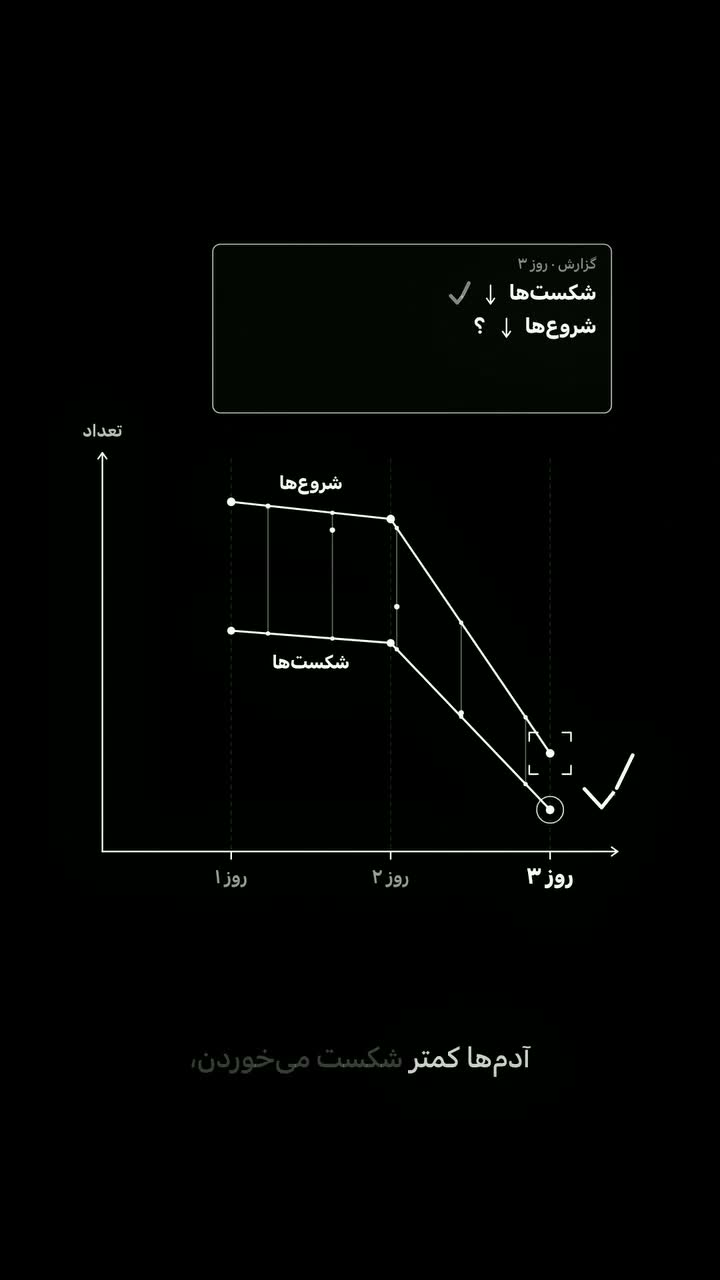 گزارش · روز ۳
شکست‌ها ↓ ✓
شروع‌ها ↓ ؟
تعداد
شروع‌ها
شکست‌ها
روز ۱
روز ۲
روز ۳
آدم‌ها کمتر شکست می‌خوردن،